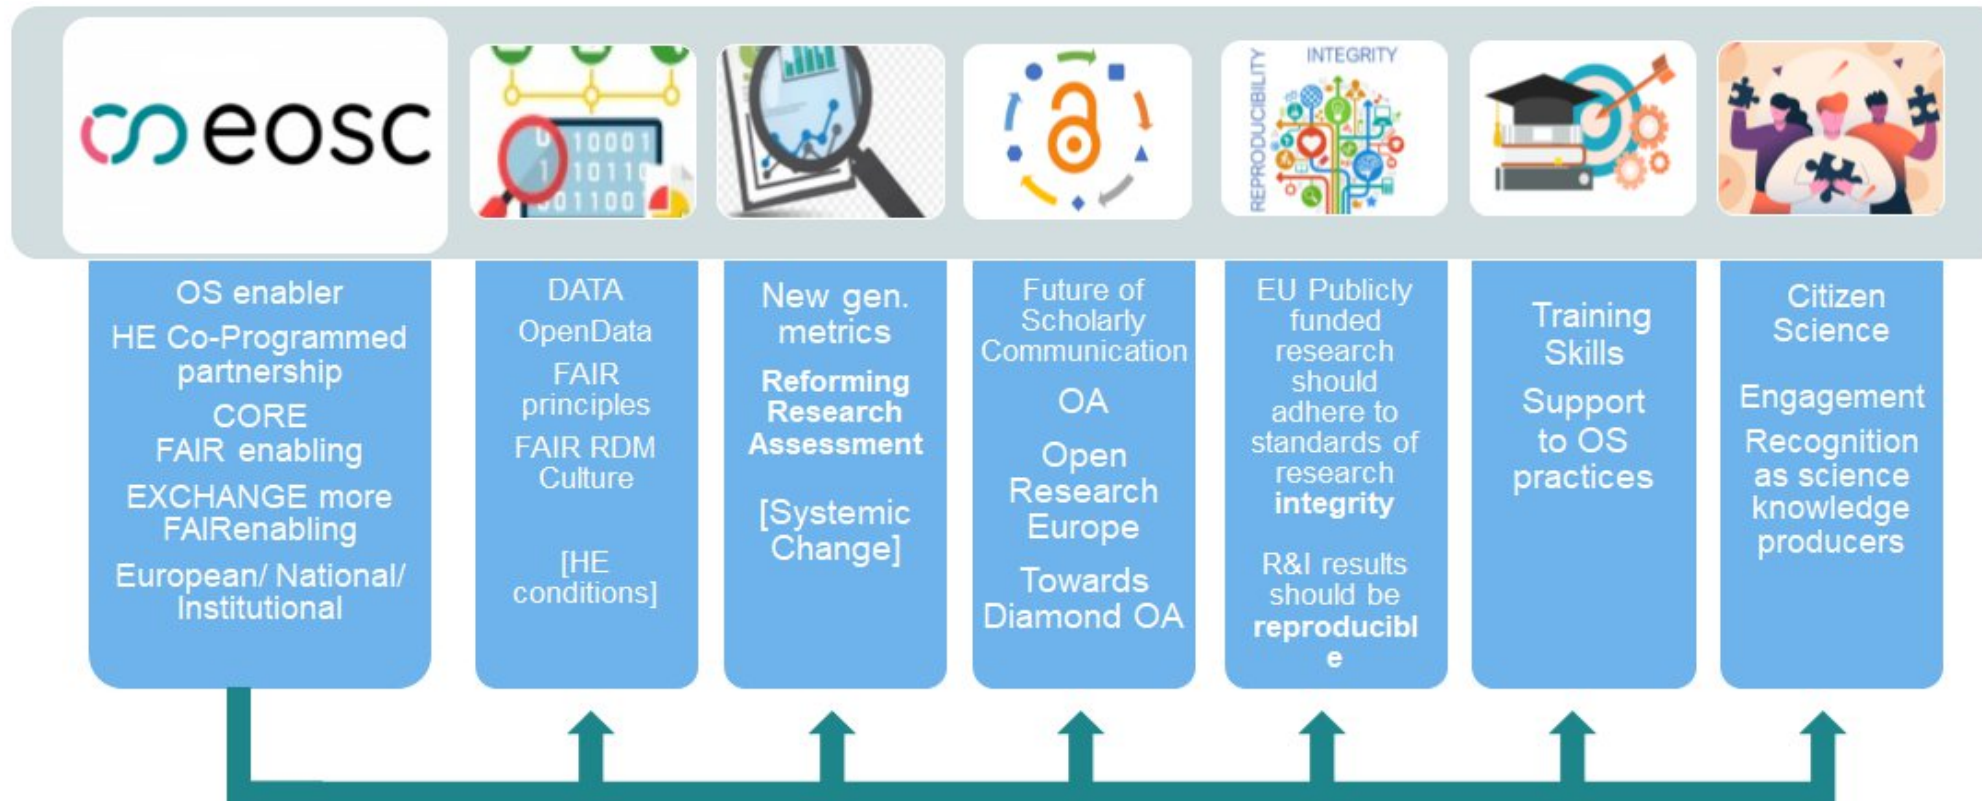 eosc
10001
10110
001100
REPRODUCIBILITY
INTEGRITY
OS enabler
HE Co-Programmed
partnership
CORE
FAIR enabling
EXCHANGE more
FAIRenabling
European/ National/
Institutional
DATA
OpenData
FAIR
principles
FAIR RDM
Culture
[HE
conditions]
New gen.
metrics
Reforming
Research
Assessment
[Systemic
Change]
Future of
Scholarly
Communication
OA
Open
Research
Europe
Towards
Diamond OA
EU Publicly
funded
research
should
adhere to
standards of
research
integrity
R&I results
should be
reproducibl
e
Training
Skills
Support
to OS
practices
Citizen
Science
Engagement
Recognition
as science
knowledge
producers